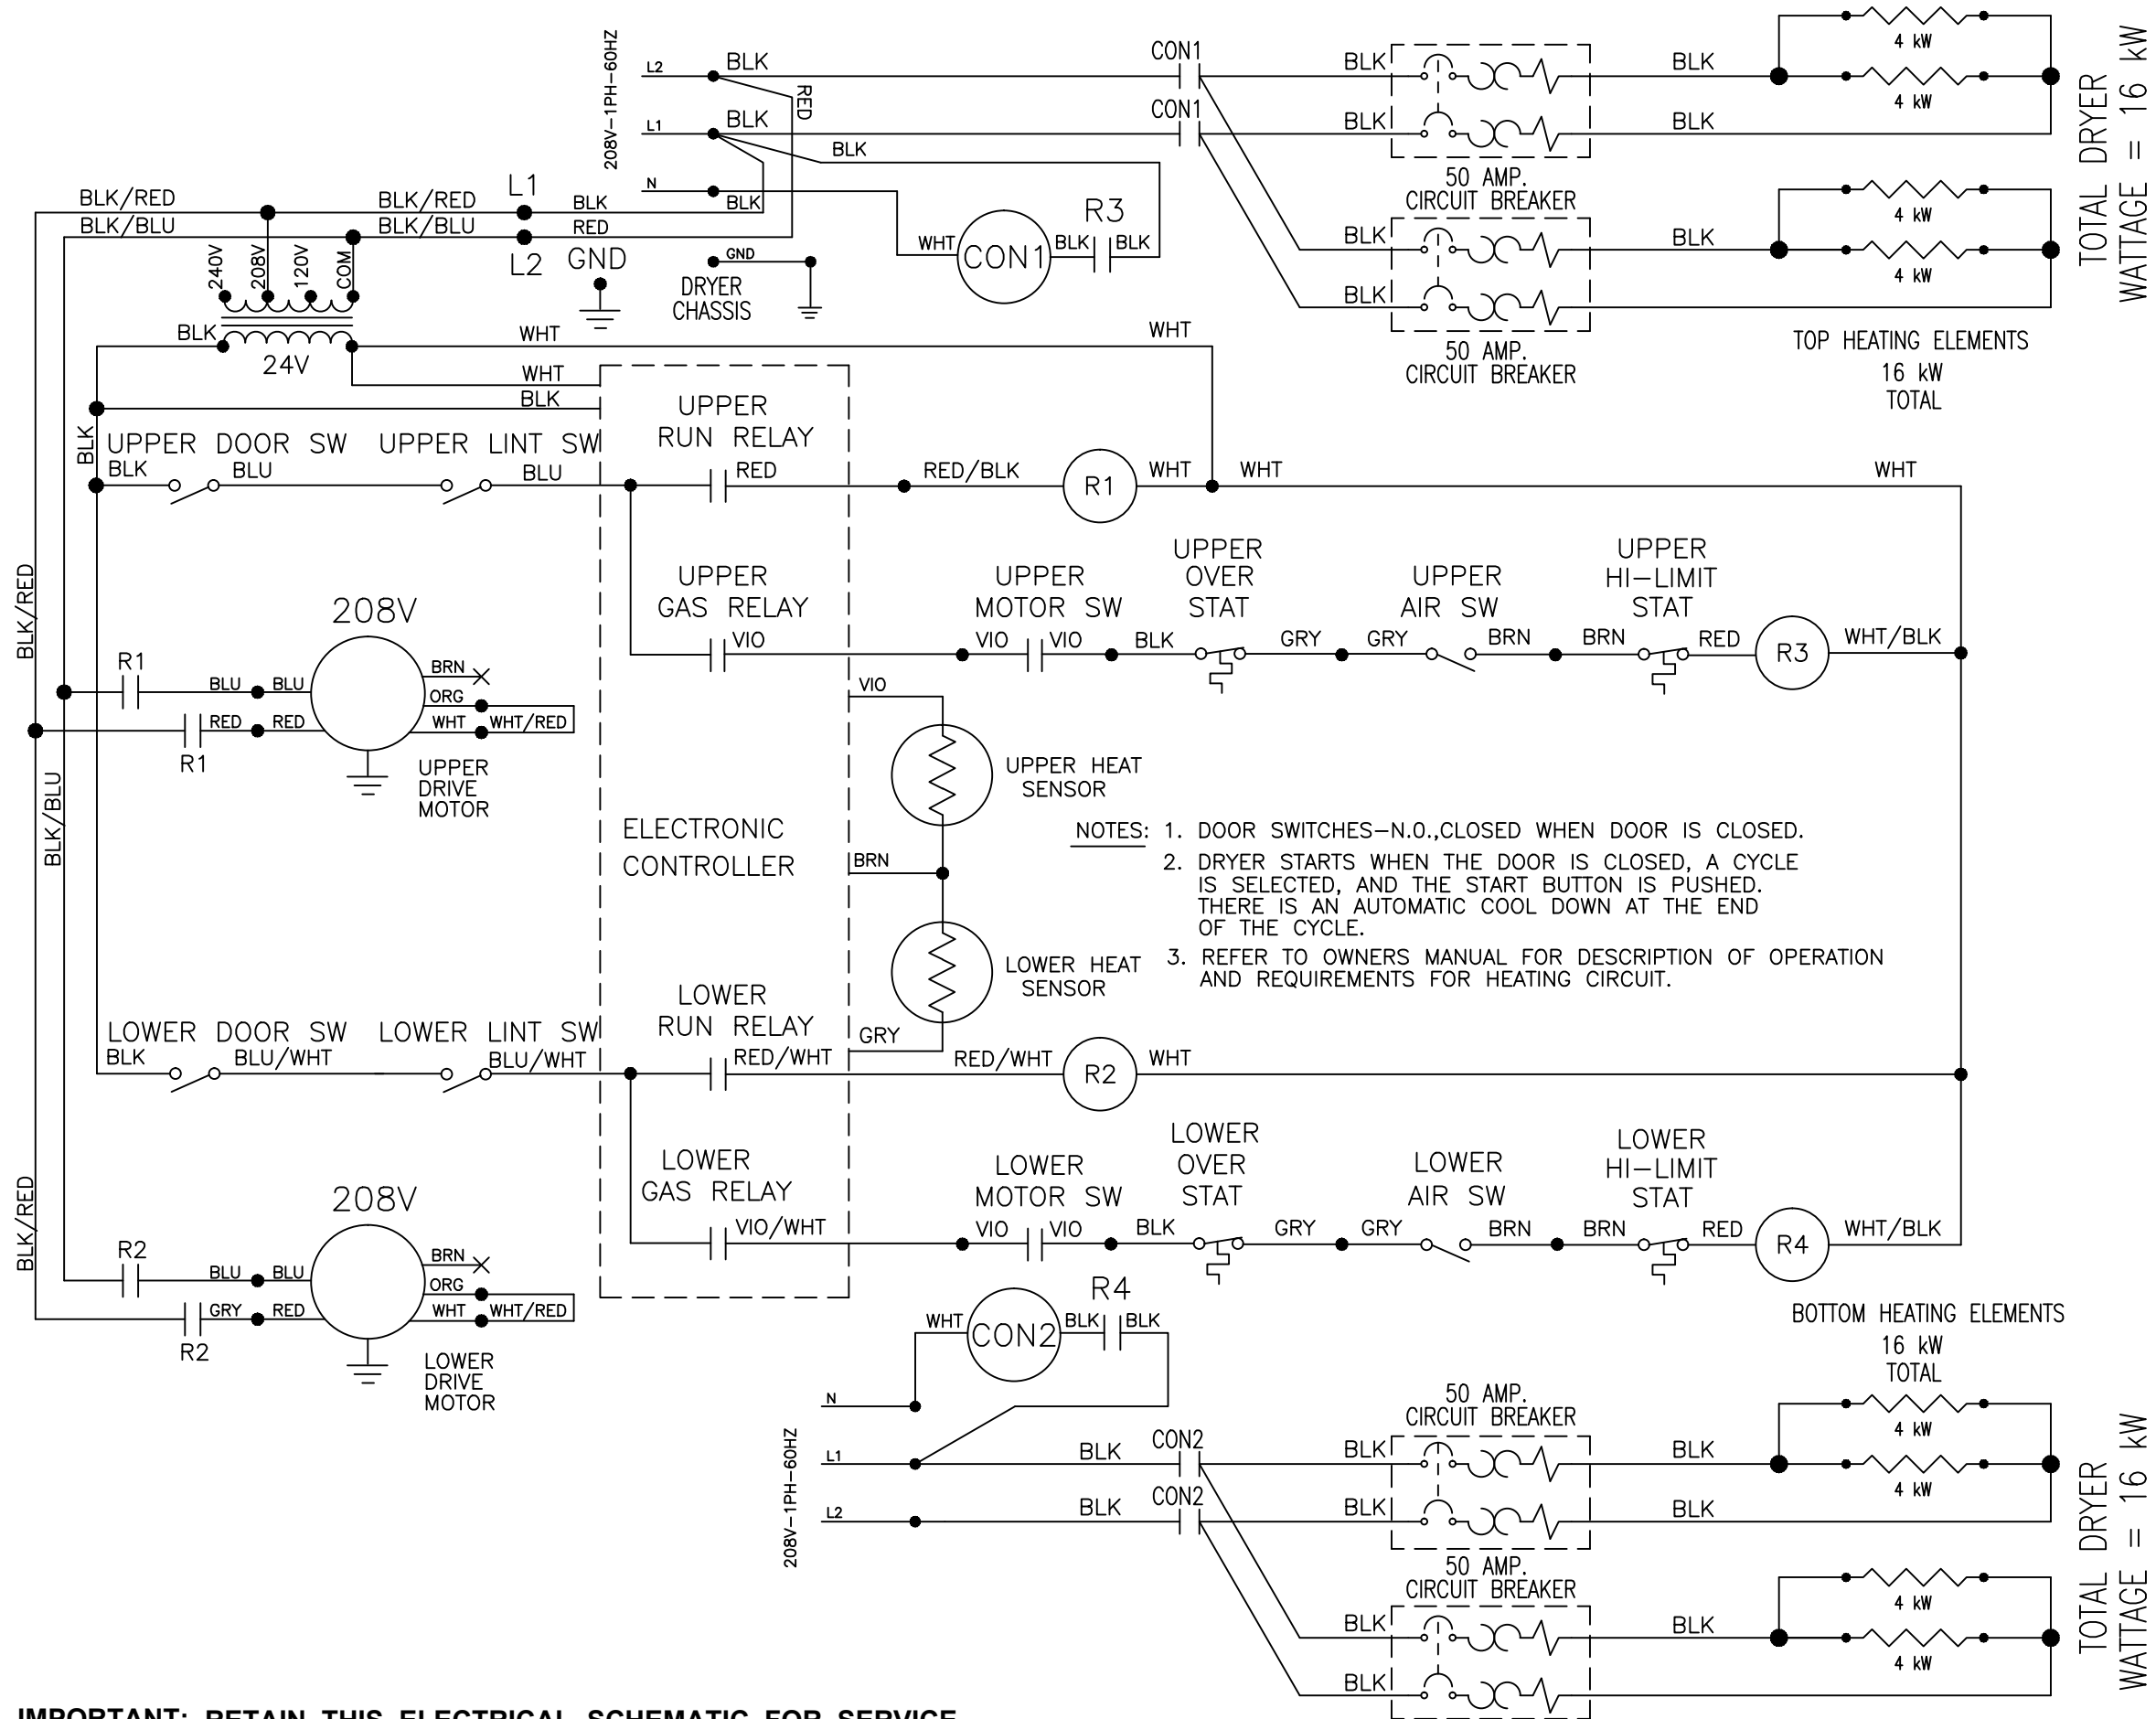 208V-1PH-60HZ
L2
BLK
RED
CON1
BLK
BLK
4 kW
4 kW
L1
BLK
CON1
BLK
BLK
BLK
N
BLK
50 AMP.
CIRCUIT BREAKER
TOTAL DRYER
WATTAGE = 16 kW
BLK/RED
BLK/RED
L1
BLK
BLK/BLU
BLK/BLU
RED
L2
WHT
CON1
BLK
R3
BLK
BLK
BLK
4 kW
4 kW
BLK
50 AMP.
CIRCUIT BREAKER
TOP HEATING ELEMENTS
16 kW
TOTAL
240V
208V
120V
COM
GND
GND
DRYER
CHASSIS
BLK
24V
WHT
WHT
WHT
BLK
BLK
UPPER DOOR SW
UPPER LINT SW
BLK
BLU
BLU
UPPER
RUN RELAY
RED
RED/BLK
R1
WHT
WHT
WHT
UPPER
GAS RELAY
VIO
UPPER
MOTOR SW
VIO
VIO
BLK
UPPER
OVER
STAT
GRY
GRY
UPPER
AIR SW
BRN
BRN
UPPER
HI-LIMIT
STAT
RED
R3
WHT/BLK
BLK/RED
208V
R1
BLU
BLU
BRN
ORG
RED
RED
WHT
WHT/RED
R1
UPPER
DRIVE
MOTOR
BLK/BLU
VIO
UPPER HEAT
SENSOR
ELECTRONIC
CONTROLLER
BRN
LOWER HEAT
SENSOR
GRY
NOTES: 1. DOOR SWITCHES-N.O.,CLOSED WHEN DOOR IS CLOSED.
2. DRYER STARTS WHEN THE DOOR IS CLOSED, A CYCLE
IS SELECTED, AND THE START BUTTON IS PUSHED.
THERE IS AN AUTOMATIC COOL DOWN AT THE END
OF THE CYCLE.
3. REFER TO OWNERS MANUAL FOR DESCRIPTION OF OPERATION
AND REQUIREMENTS FOR HEATING CIRCUIT.
LOWER DOOR SW
LOWER LINT SW
BLK
BLU/WHT
BLU/WHT
LOWER
RUN RELAY
RED/WHT
RED/WHT
R2
WHT
LOWER
GAS RELAY
VIO/WHT
LOWER
MOTOR SW
VIO
VIO
BLK
LOWER
OVER
STAT
GRY
GRY
LOWER
AIR SW
BRN
BRN
LOWER
HI-LIMIT
STAT
RED
R4
WHT/BLK
BLK/RED
208V
R2
BLU
BLU
BRN
ORG
GRY
RED
WHT
WHT/RED
R2
LOWER
DRIVE
MOTOR
WHT
CON2
BLK
R4
BLK
BOTTOM HEATING ELEMENTS
16 kW
TOTAL
208V-1PH-60HZ
N
L1
BLK
CON2
50 AMP.
CIRCUIT BREAKER
BLK
BLK
4 kW
4 kW
L2
BLK
CON2
BLK
BLK
50 AMP.
CIRCUIT BREAKER
BLK
BLK
4 kW
4 kW
BLK
TOTAL DRYER
WATTAGE = 16 kW
IMPORTANT: RETAIN THIS ELECTRICAL SCHEMATIC FOR SERVICE